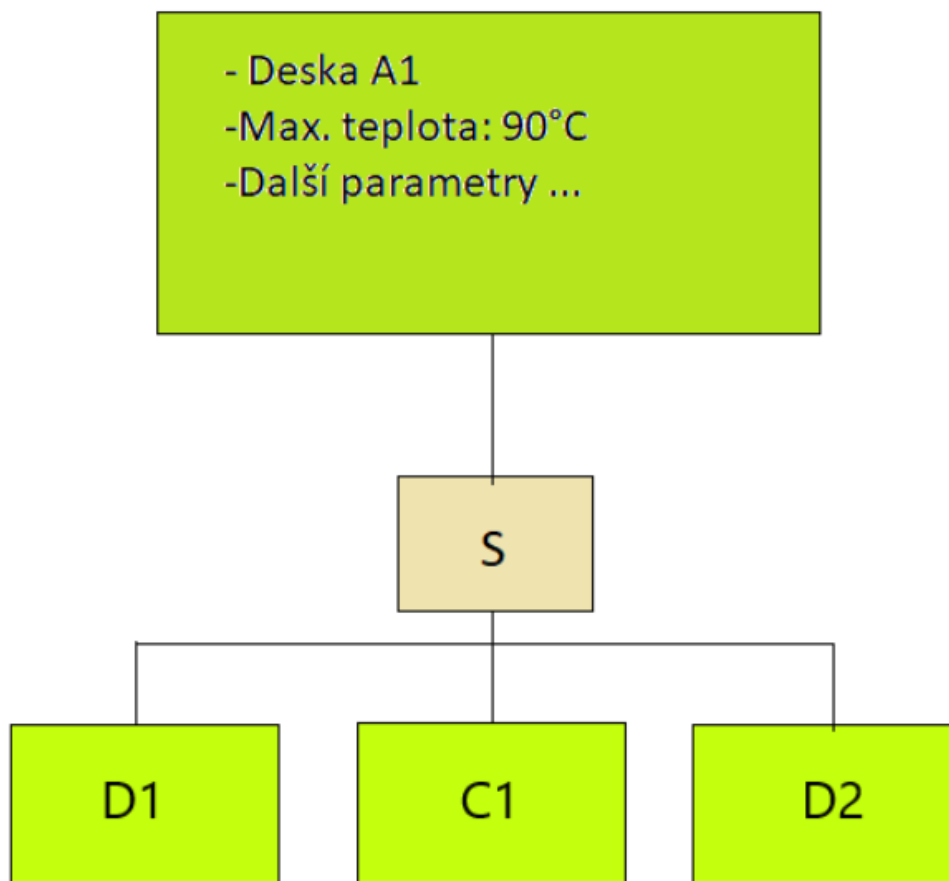 - Deska A1
-Max. teplota: 90°C
-Další parametry ...
S
D1
C1
D2